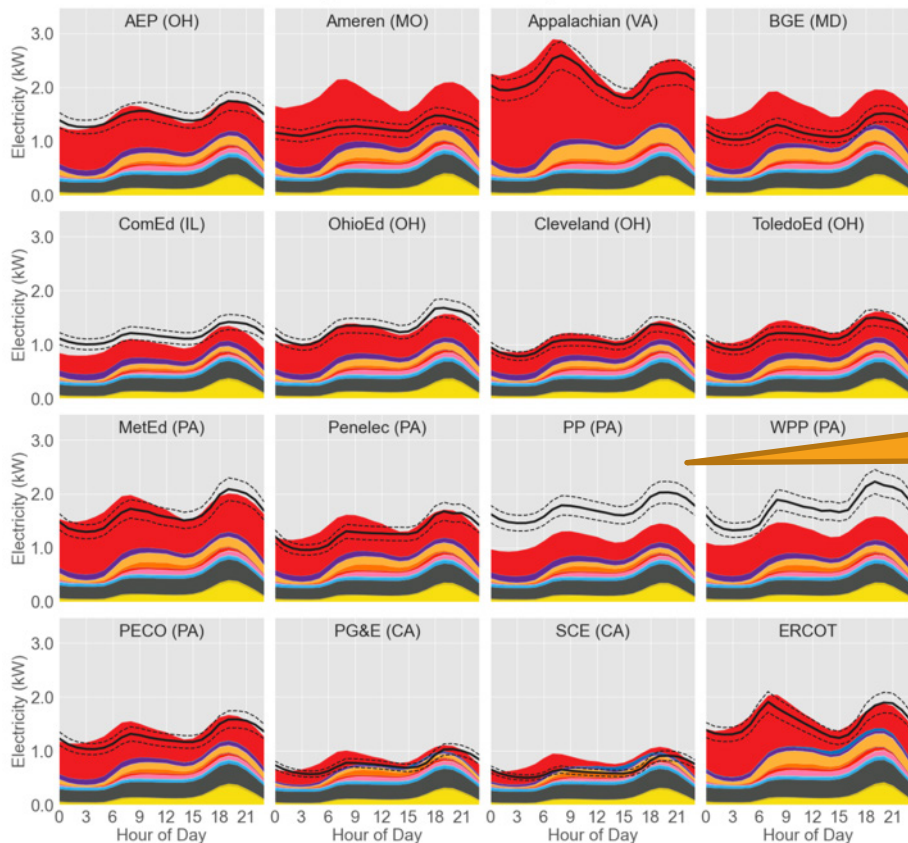 AEP (OH) Ameren (MO) Appalachian (VA) BGE (MD)
Electricity (kW)
3.0
2.0
1.0
0.0
ComEd (IL) OhioEd (OH) Cleveland (OH) ToledoEd (OH)
Electricity (kW)
3.0
2.0
1.0
0.0
MetEd (PA) Penelec (PA) PP (PA) WPP (PA)
Electricity (kW)
3.0
2.0
1.0
0.0
PECO (PA) PG&E (CA) SCE (CA) ERCOT
Electricity (kW)
3.0
2.0
1.0
0.0
0 3 6 9 12 15 18 21 0 3 6 9 12 15 18 21 0 3 6 9 12 15 18 21 0 3 6 9 12 15 18 21
Hour of Day Hour of Day Hour of Day Hour of Day